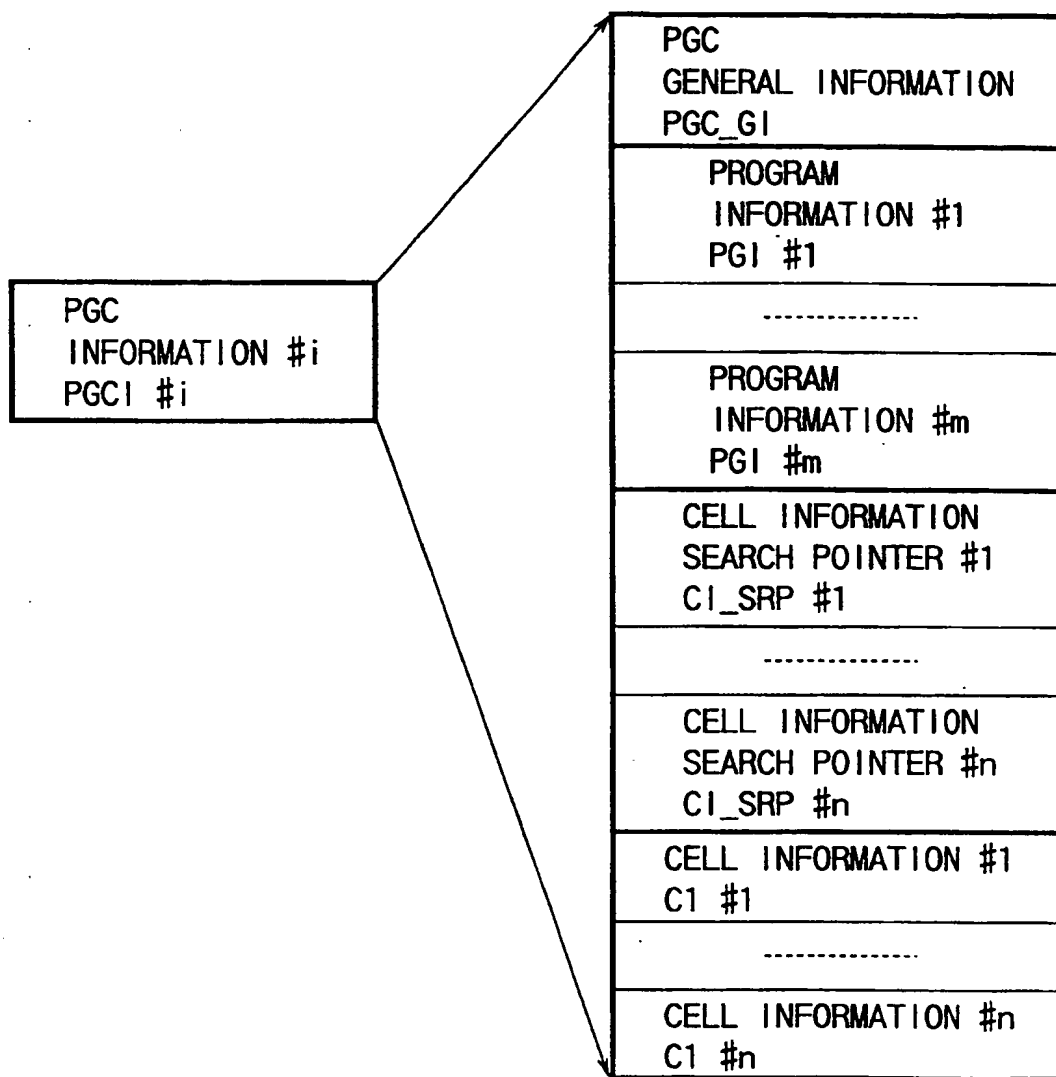 PGC
INFORMATION #i
PGCI #i
PGC
GENERAL INFORMATION
PGC_GI
PROGRAM
INFORMATION #1
PGI #1
PROGRAM
INFORMATION #m
PGI #m
CELL INFORMATION
SEARCH POINTER #1
CI_SRP #1
CELL INFORMATION
SEARCH POINTER #n
CI_SRP #n
CELL INFORMATION #1
C1 #1
CELL INFORMATION #n
C1 #n